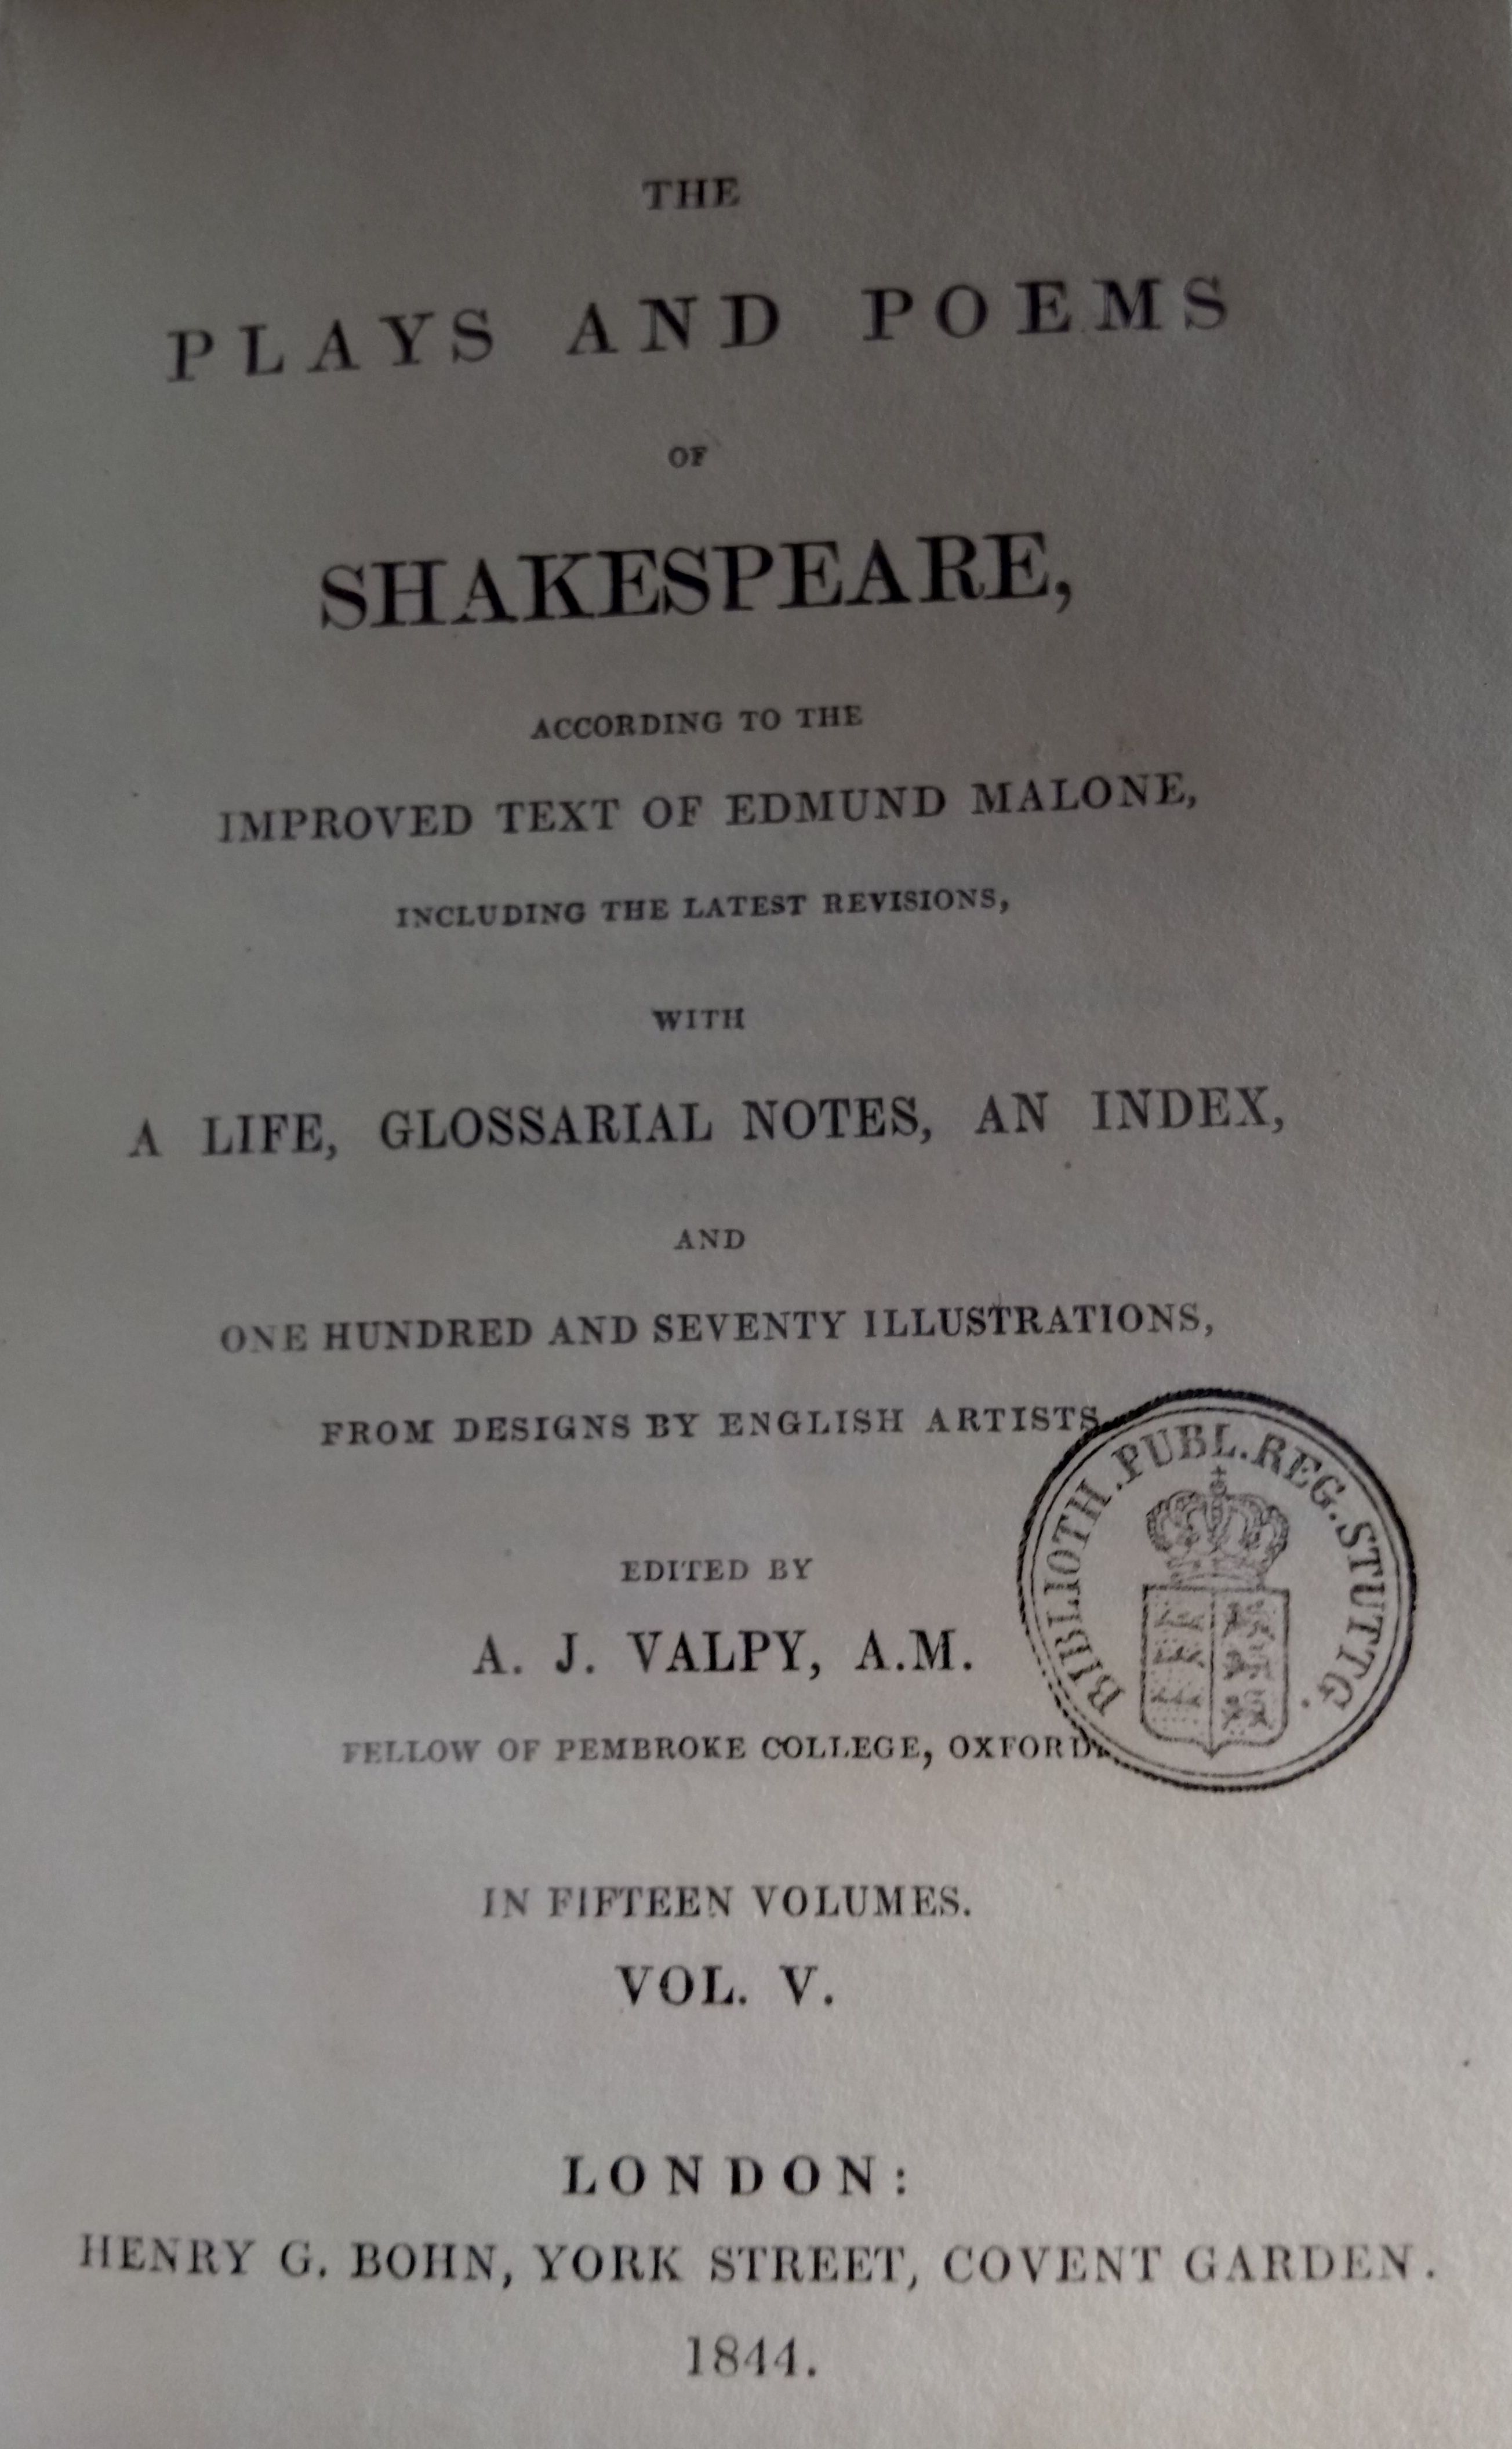 THE
PLAYS AND POEMS
OF
SHAKESPEARE,
ACCORDING TO THE
IMPROVED TEXT OF EDMUND MALONE,
INCLUDING THE LATEST REVISIONS,
WITH
A LIFE, GLOSSARIAL NOTES, AN INDEX,
AND
ONE HUNDRED AND SEVENTY ILLUSTRATIONS,
FROM DESIGNS BY ENGLISH ARTISTS
BIBLIOTH. PUBL. REG. STUTTG.
EDITED BY
A. J. VALPY, A.M.
FELLOW OF PEMBROKE COLLEGE, OXFORD.
IN FIFTEEN VOLUMES.
VOL. V.
LONDON:
HENRY G. BOHN, YORK STREET, COVENT GARDEN.
1844.